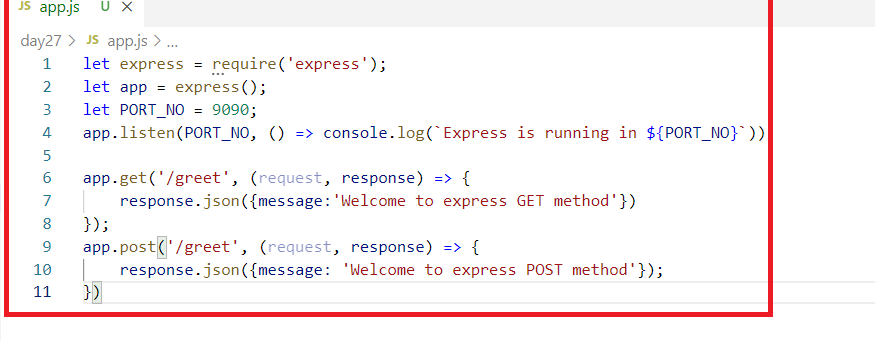 JS app.js U ×
day27 > JS app.js > ...
1 let express = require('express');
2 let app = express();
3 let PORT_NO = 9090;
4 app.listen(PORT_NO, () => console.log(`Express is running in ${PORT_NO}`))
5
6 app.get('/greet', (request, response) => {
7     response.json({message:'Welcome to express GET method'})
8 });
9 app.post('/greet', (request, response) => {
10     response.json({message: 'Welcome to express POST method'});
11 })